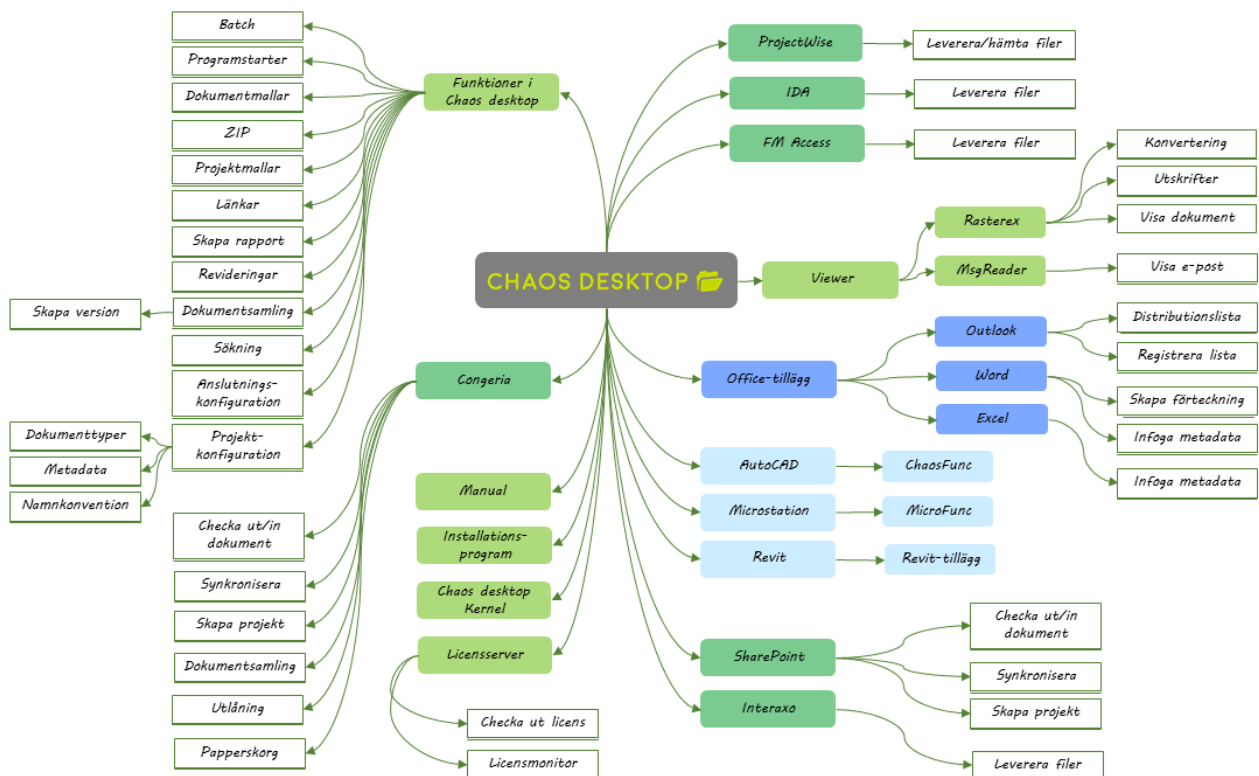 CHAOS DESKTOP
Funktioner i
Chaos desktop
Batch
Programstarter
Dokumentmallar
ZIP
Projektmallar
Länkar
Skapa rapport
Revideringar
Dokumentsamling
Skapa version
Sökning
Anslutnings-
konfiguration
Projekt-
konfiguration
Dokumenttyper
Metadata
Namnkonvention
Congeria
Checka ut/in
dokument
Synkronisera
Skapa projekt
Dokumentsamling
Utlåning
Papperskorg
Manual
Installations-
program
Chaos desktop
Kernel
Licensserver
Checka ut licens
Licensmonitor
ProjectWise
Leverera/hämta filer
IDA
Leverera filer
FM Access
Leverera filer
Viewer
Rasterex
Konvertering
Utskrifter
Visa dokument
MsgReader
Visa e-post
Office-tillägg
Outlook
Distributionslista
Registrera lista
Word
Skapa förteckning
Infoga metadata
Excel
Infoga metadata
AutoCAD
ChaosFunc
Microstation
MicroFunc
Revit
Revit-tillägg
SharePoint
Checka ut/in
dokument
Synkronisera
Skapa projekt
Interaxo
Leverera filer